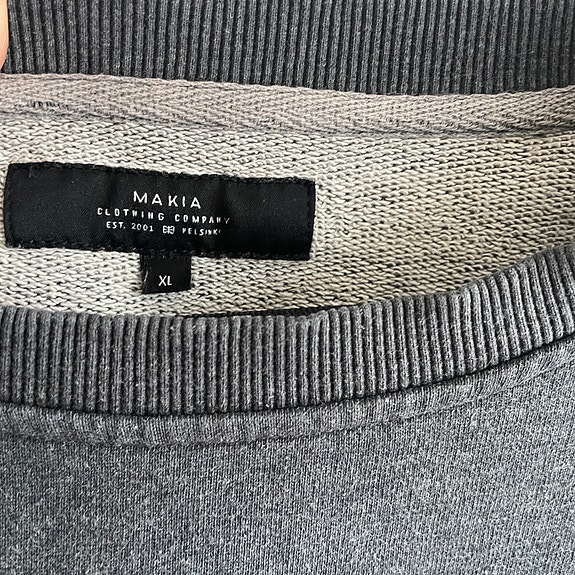 MAKIA
CLOTHING COMPANY
EST. 2001 HELSINKI
XL